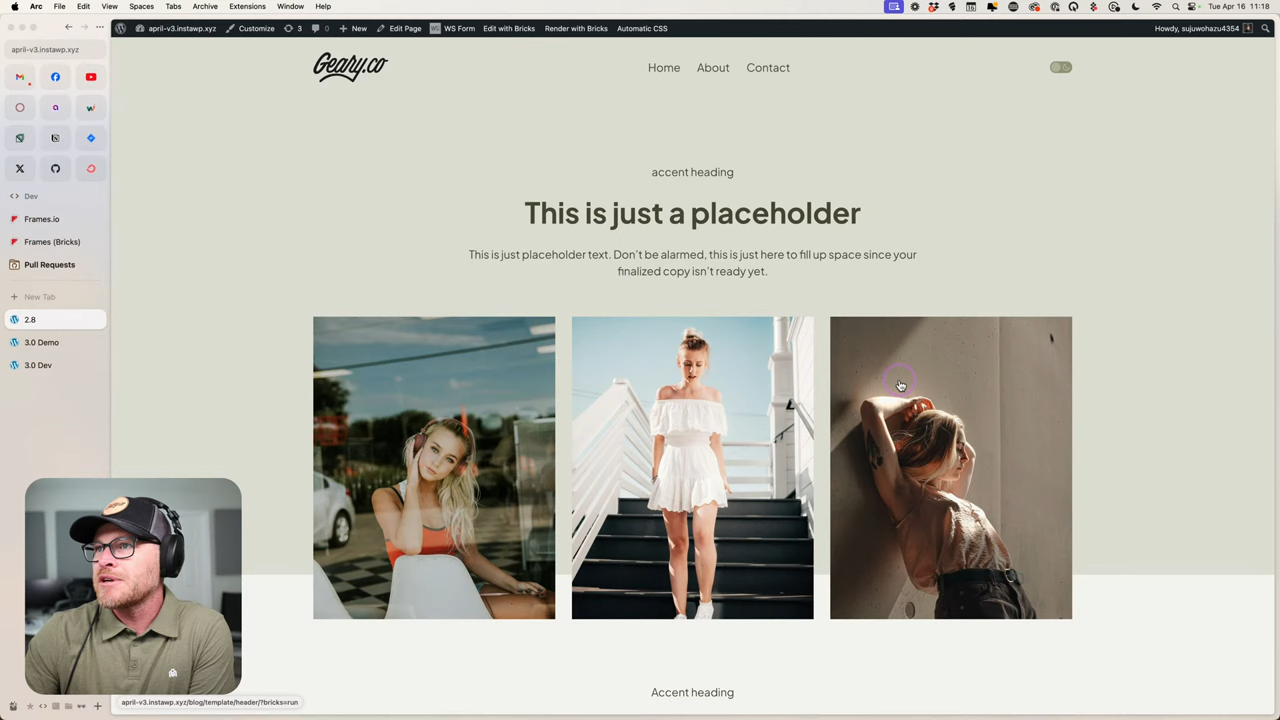 Arc File Edit View Spaces Tabs Archive Extensions Window Help
Tue Apr 16 11:18
april-v3.instawp.xyz Customize 3 0 New Edit Page WS Form Edit with Bricks Render with Bricks Automatic CSS
Howdy, sujuwohazu4354
april-v3.instawp.xyz
Dev
Frames.io
Frames (Bricks)
Pull Requests
New Tab
2.8
3.0 Demo
3.0 Dev
Geary.co
Home About Contact
accent heading
This is just a placeholder
This is just placeholder text. Don't be alarmed, this is just here to fill up space since your
finalized copy isn't ready yet.
Accent heading
april-v3.instawp.xyz/blog/template/header/?bricks=run